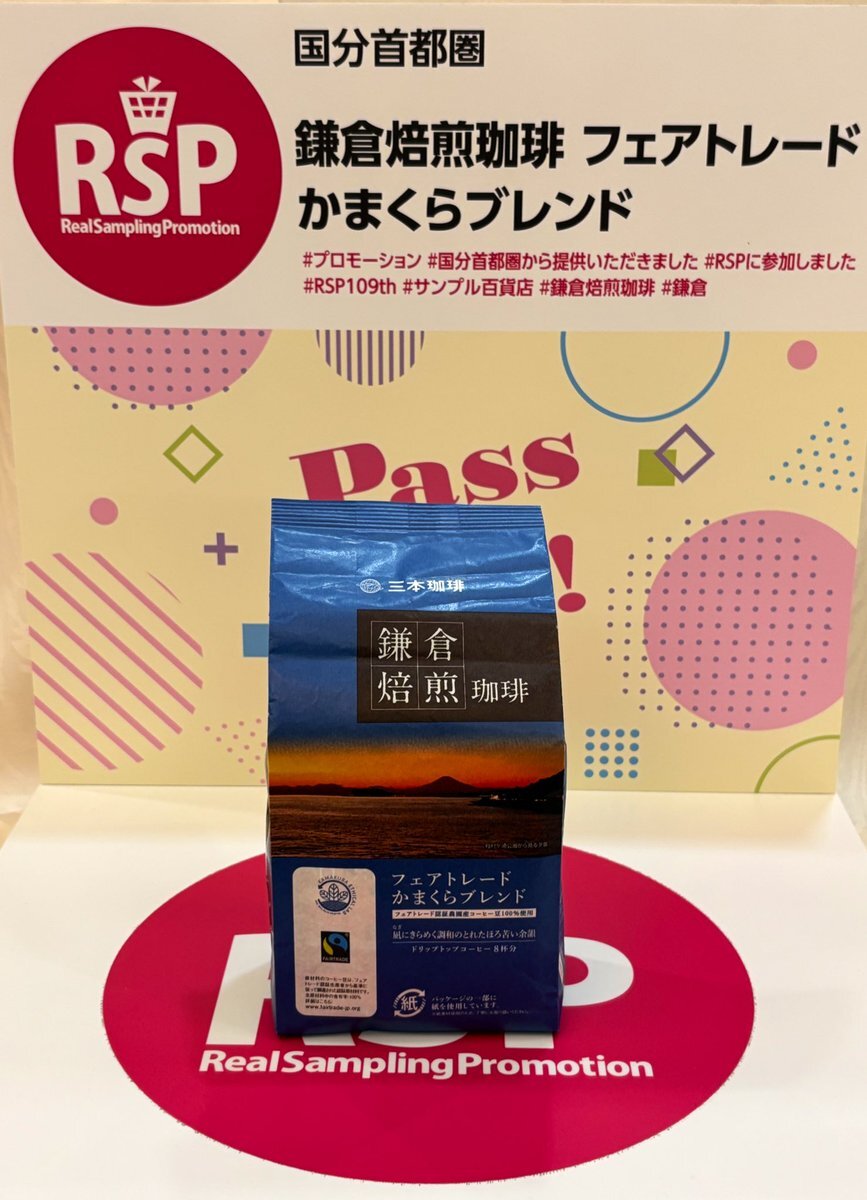 RSP
RealSamplingPromotion
国分首都圏
鎌倉焙煎珈琲 フェアトレード
かまくらブレンド
#プロモーション #国分首都圏から提供いただきました #RSPに参加しました
#RSP109th #サンプル百貨店 #鎌倉焙煎珈琲 #鎌倉
Pass
!
三本珈琲
鎌倉
焙煎珈琲
フェアトレード
かまくらブレンド
フェアトレード認証農園産コーヒー豆100%使用
なぎ
凪にきらめく調和のとれたほろ苦い余韻
ドリップトップコーヒー 8杯分
KAMAKURA ETHICAL LAB
FAIRTRADE
www.fairtrade-jp.org
紙
パッケージの一部に
紙を使用しています。
RSP
RealSamplingPromotion